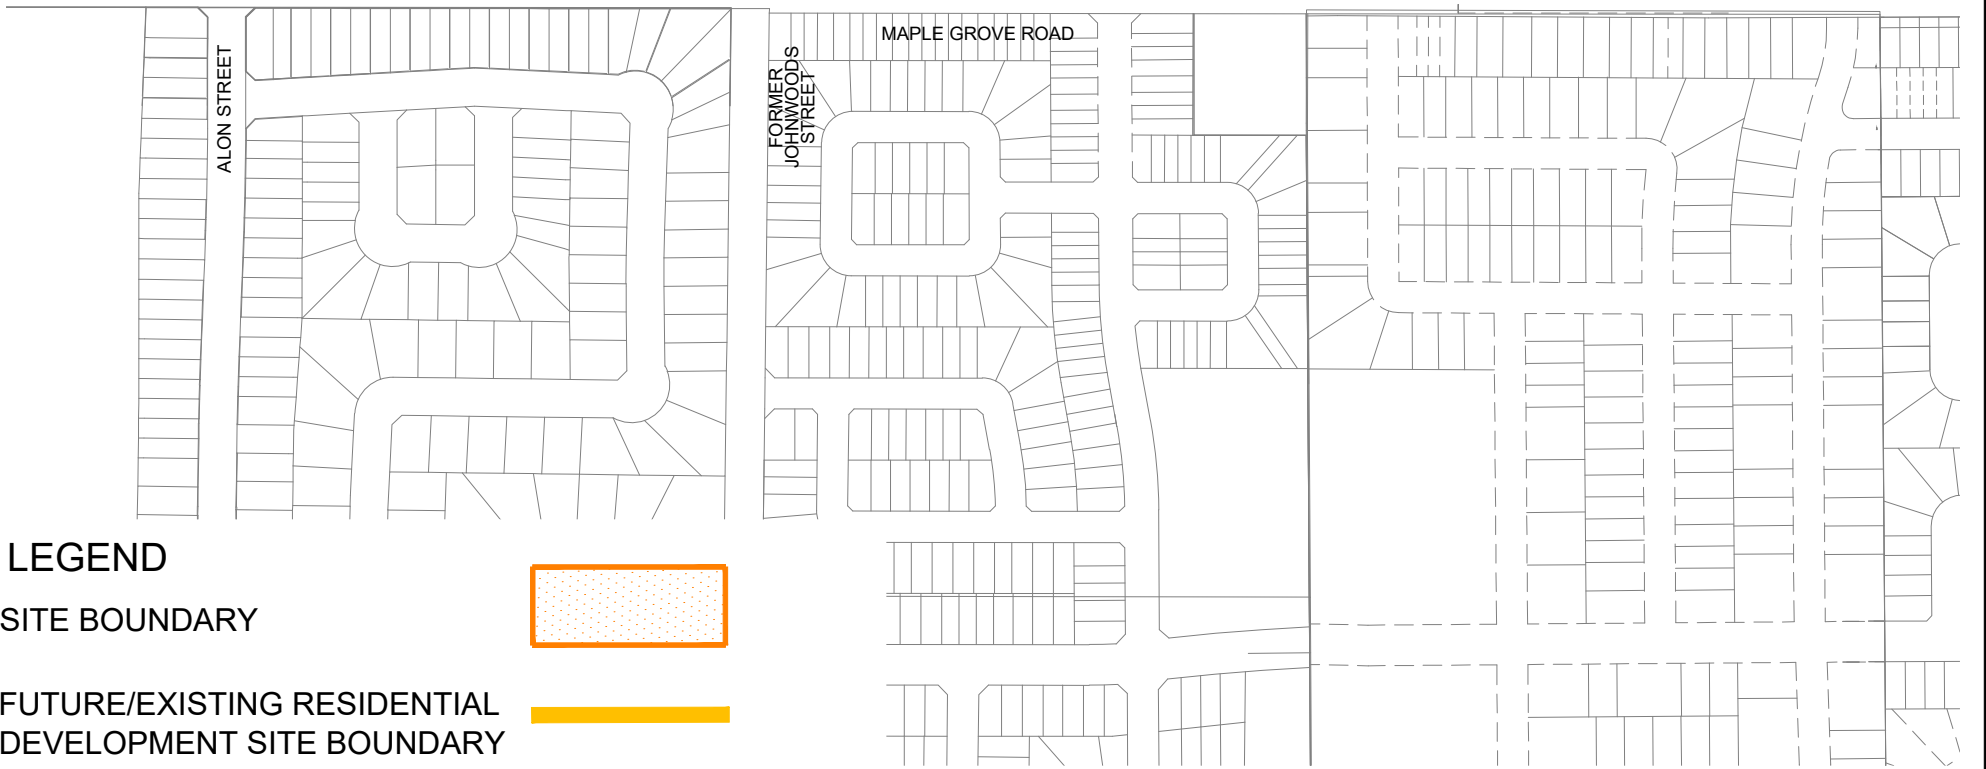 MAPLE GROVE ROAD
ALON STREET
FORMER
JOHNWOODS
STREET
LEGEND
SITE BOUNDARY
FUTURE/EXISTING RESIDENTIAL
DEVELOPMENT SITE BOUNDARY